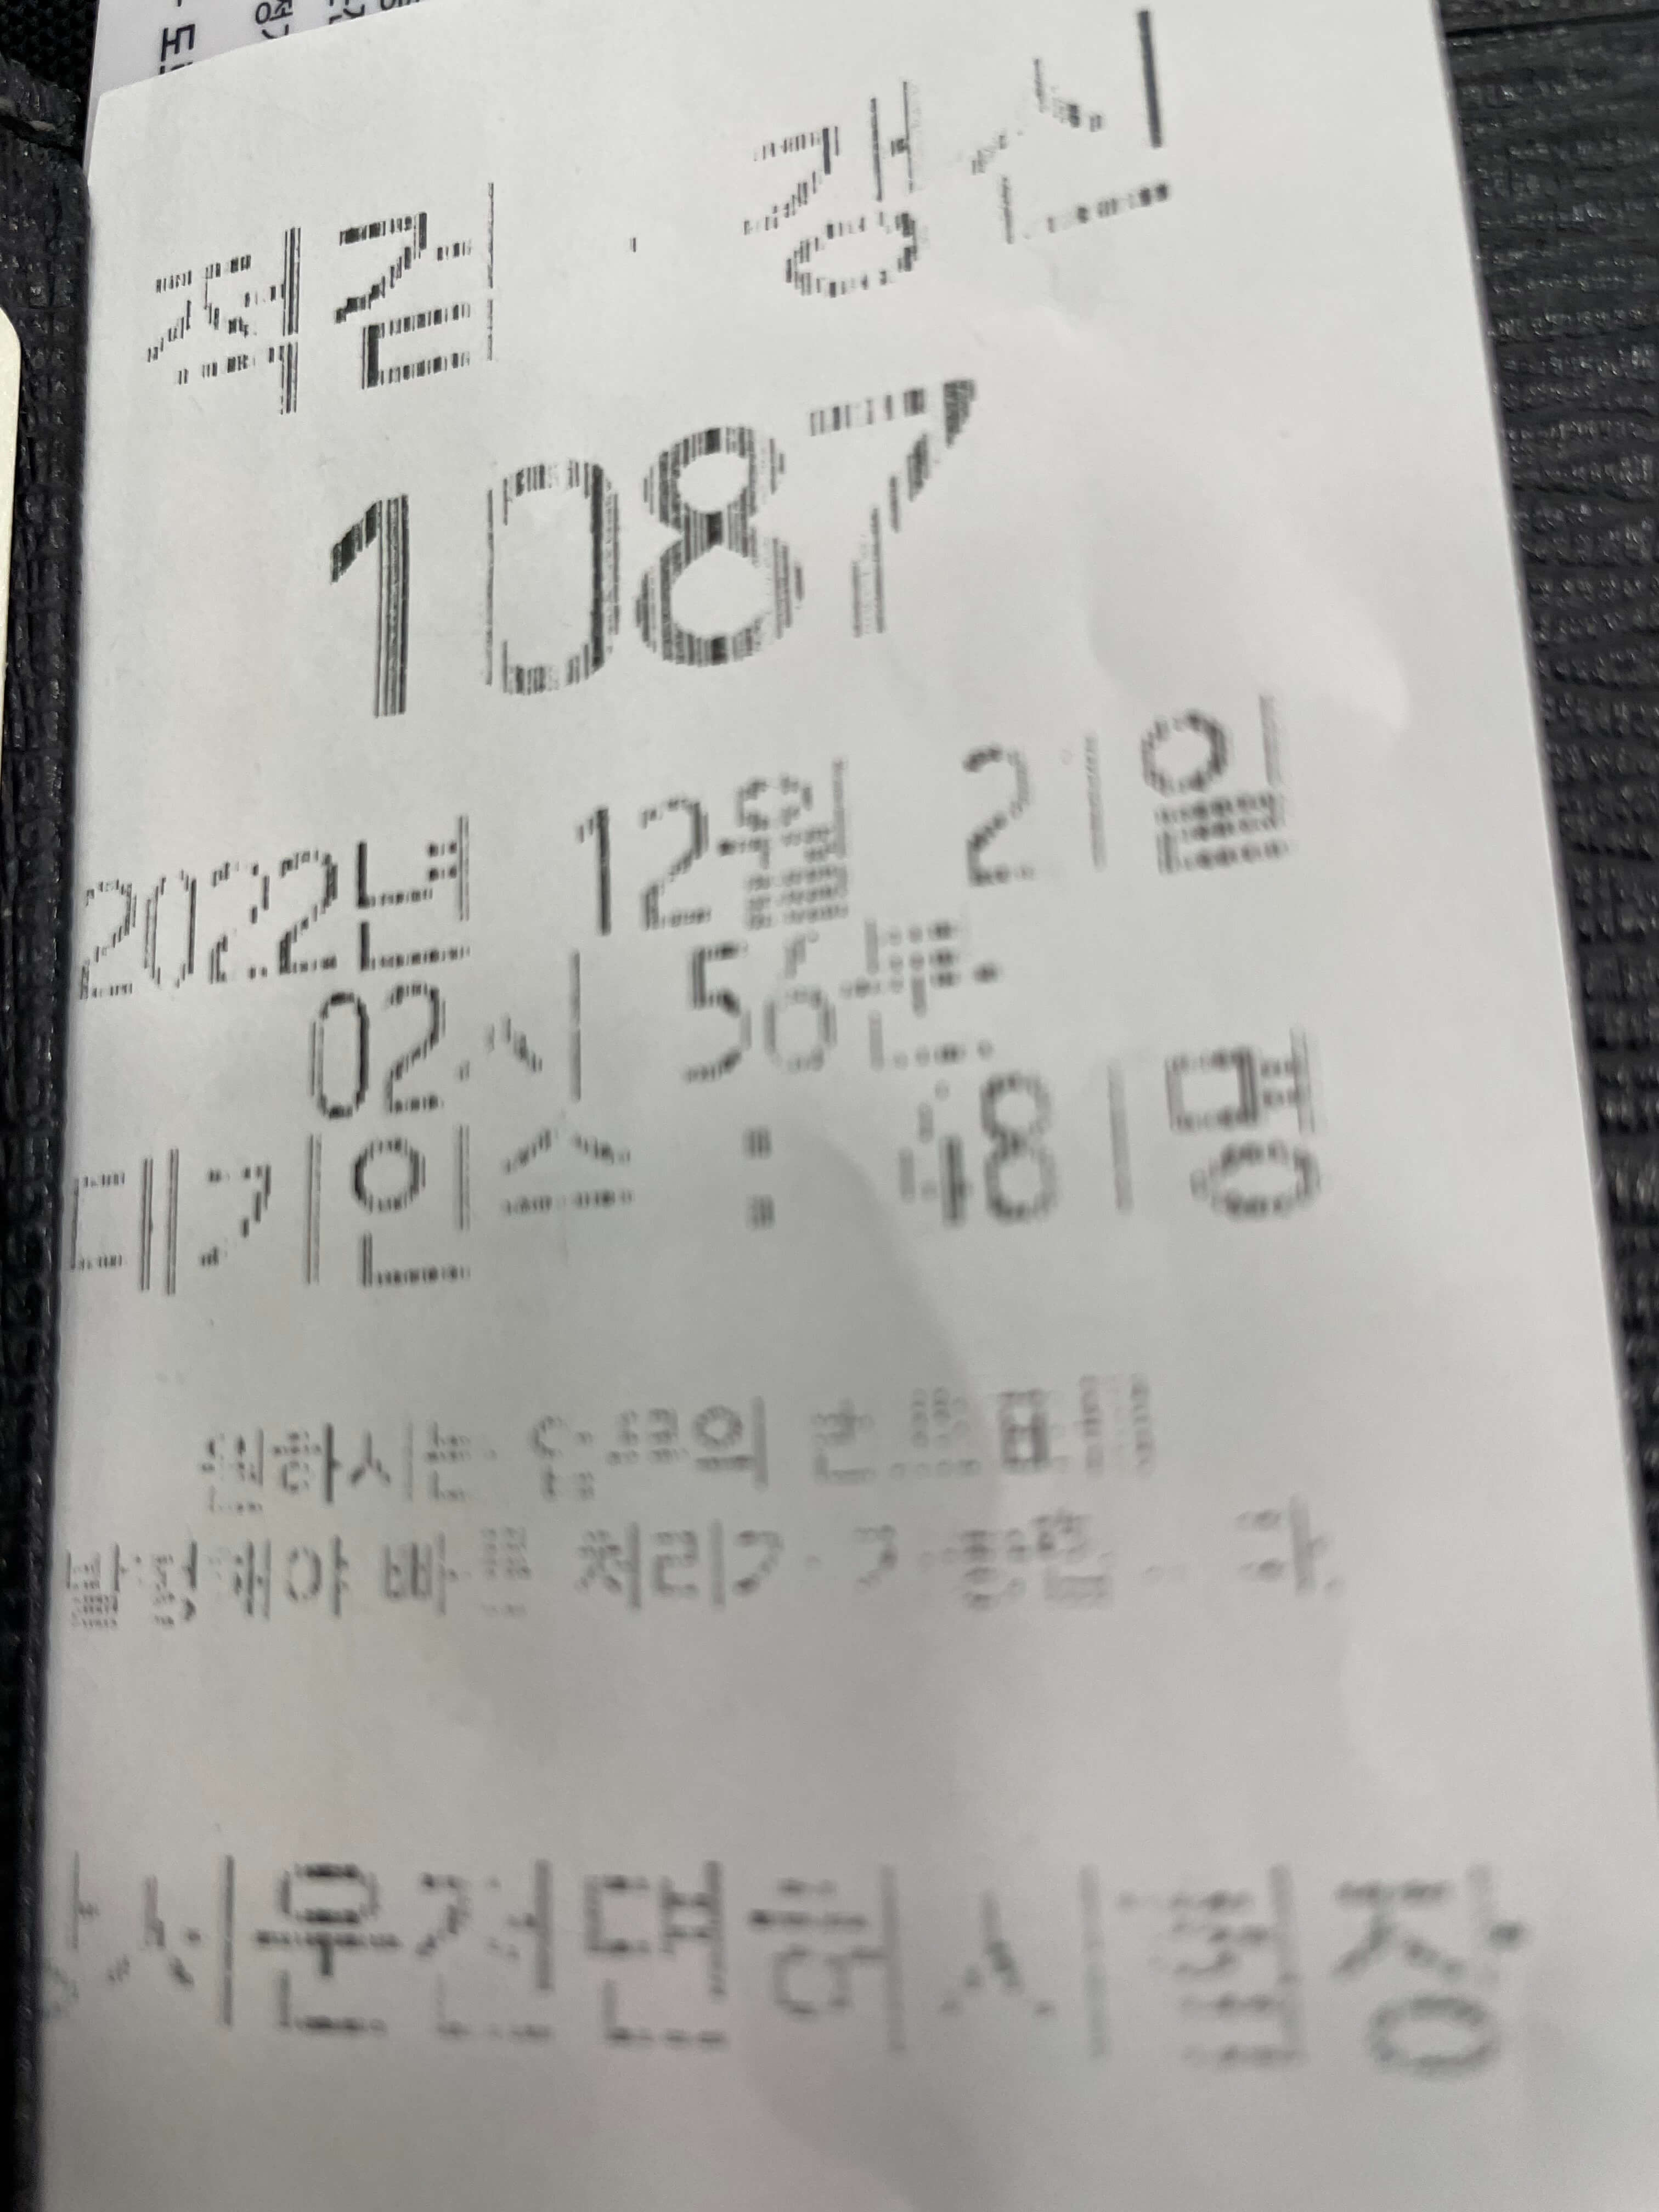 적검 · 갱신
1087
2022년 12월 21일
02시 56분
대기인수 : 481명
원하시는 업무의 번호표를
발행해야 빠른 처리가 가능합니다.
시운전면허시험장